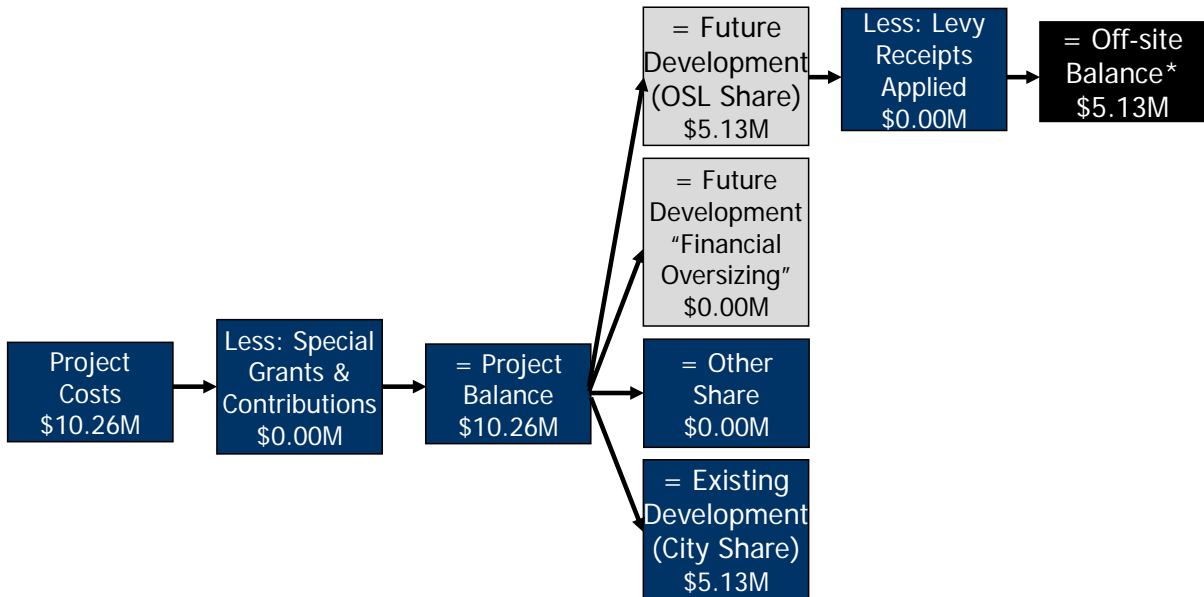 Project
Costs
$10.26M
Less: Special
Grants &
Contributions
$0.00M
= Project
Balance
$10.26M
= Future
Development
(OSL Share)
$5.13M
Less: Levy
Receipts
Applied
$0.00M
= Off-site
Balance*
$5.13M
= Future
Development
“Financial
Oversizing”
$0.00M
= Other
Share
$0.00M
= Existing
Development
(City Share)
$5.13M